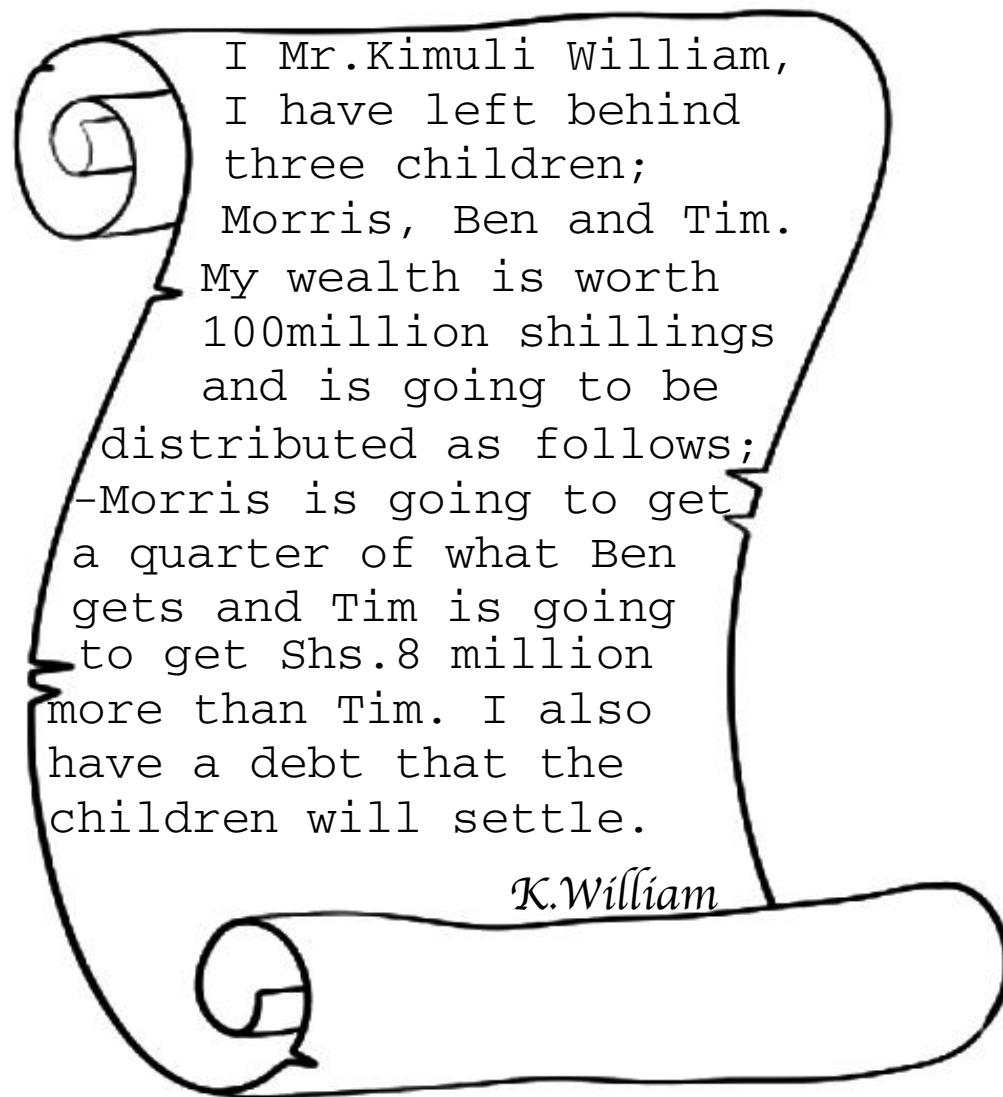 I Mr.Kimuli William,
I have left behind
three children;
Morris, Ben and Tim.
My wealth is worth
100million shillings
and is going to be
distributed as follows;
-Morris is going to get
a quarter of what Ben
gets and Tim is going
to get Shs.8 million
more than Tim. I also
have a debt that the
children will settle.
K.William